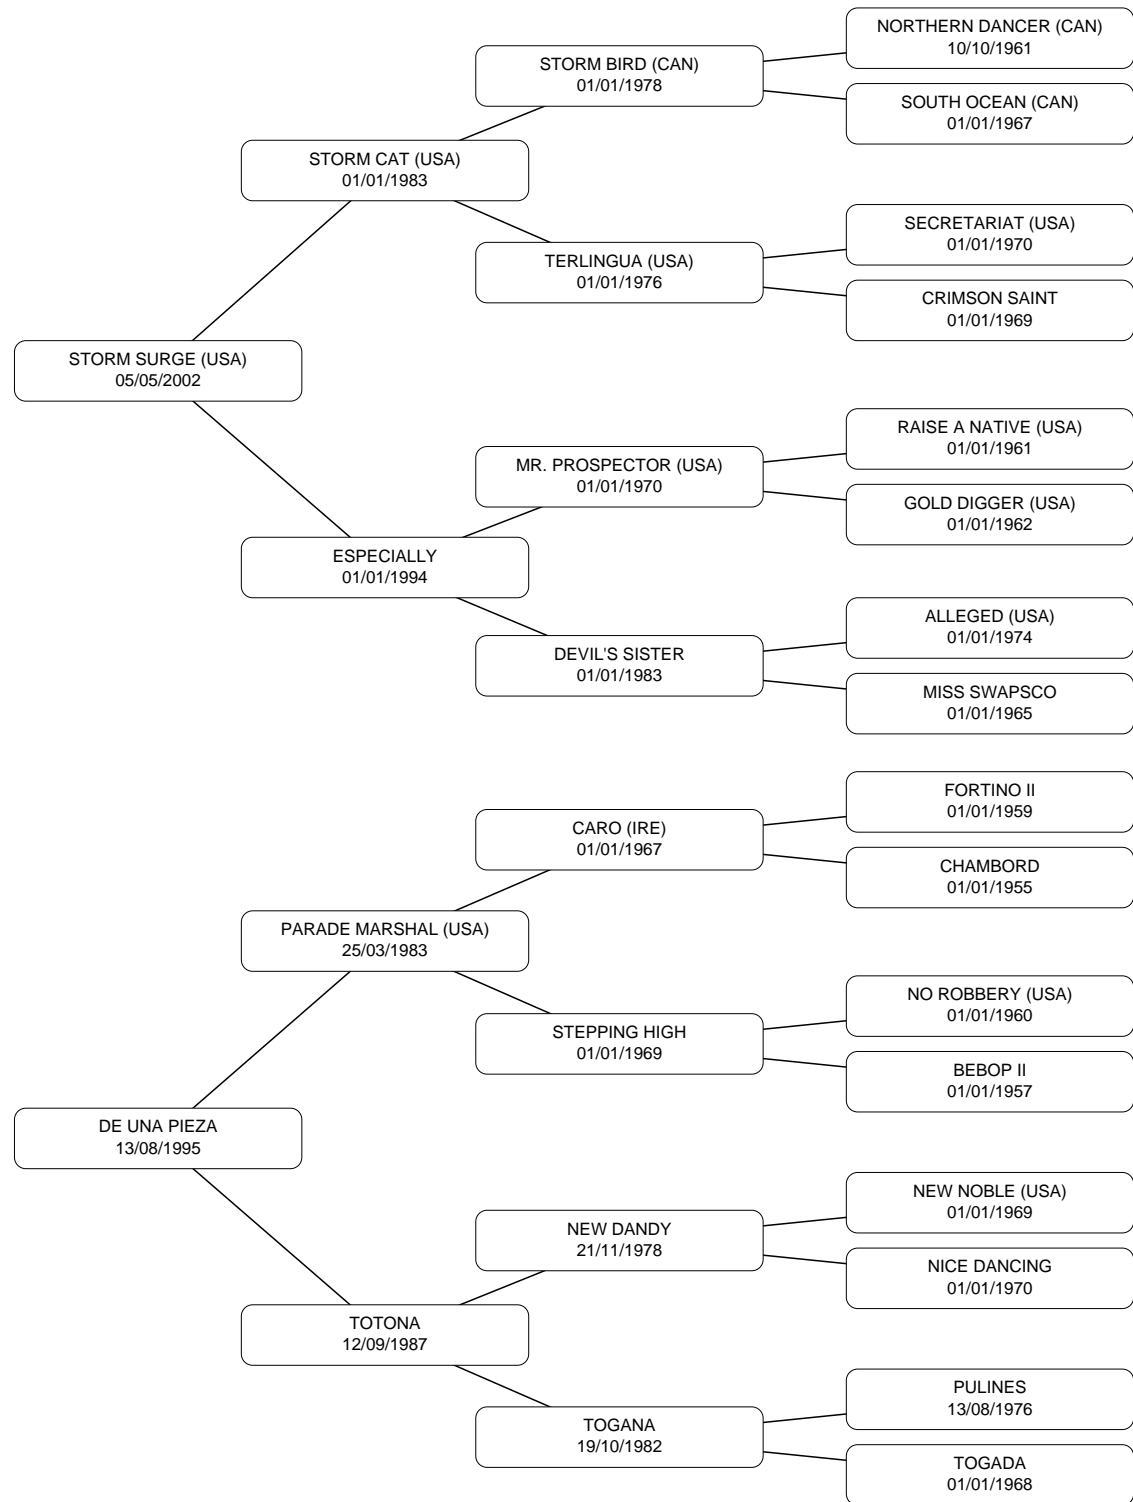 NORTHERN DANCER (CAN)
10/10/1961
STORM BIRD (CAN)
01/01/1978
SOUTH OCEAN (CAN)
01/01/1967
STORM CAT (USA)
01/01/1983
SECRETARIAT (USA)
01/01/1970
TERLINGUA (USA)
01/01/1976
CRIMSON SAINT
01/01/1969
STORM SURGE (USA)
05/05/2002
RAISE A NATIVE (USA)
01/01/1961
MR. PROSPECTOR (USA)
01/01/1970
GOLD DIGGER (USA)
01/01/1962
ESPECIALLY
01/01/1994
ALLEGED (USA)
01/01/1974
DEVIL'S SISTER
01/01/1983
MISS SWAPSCO
01/01/1965
FORTINO II
01/01/1959
CARO (IRE)
01/01/1967
CHAMBORD
01/01/1955
PARADE MARSHAL (USA)
25/03/1983
NO ROBBERY (USA)
01/01/1960
STEPPING HIGH
01/01/1969
BEBOP II
01/01/1957
DE UNA PIEZA
13/08/1995
NEW NOBLE (USA)
01/01/1969
NEW DANDY
21/11/1978
NICE DANCING
01/01/1970
TOTONA
12/09/1987
PULINES
13/08/1976
TOGANA
19/10/1982
TOGADA
01/01/1968